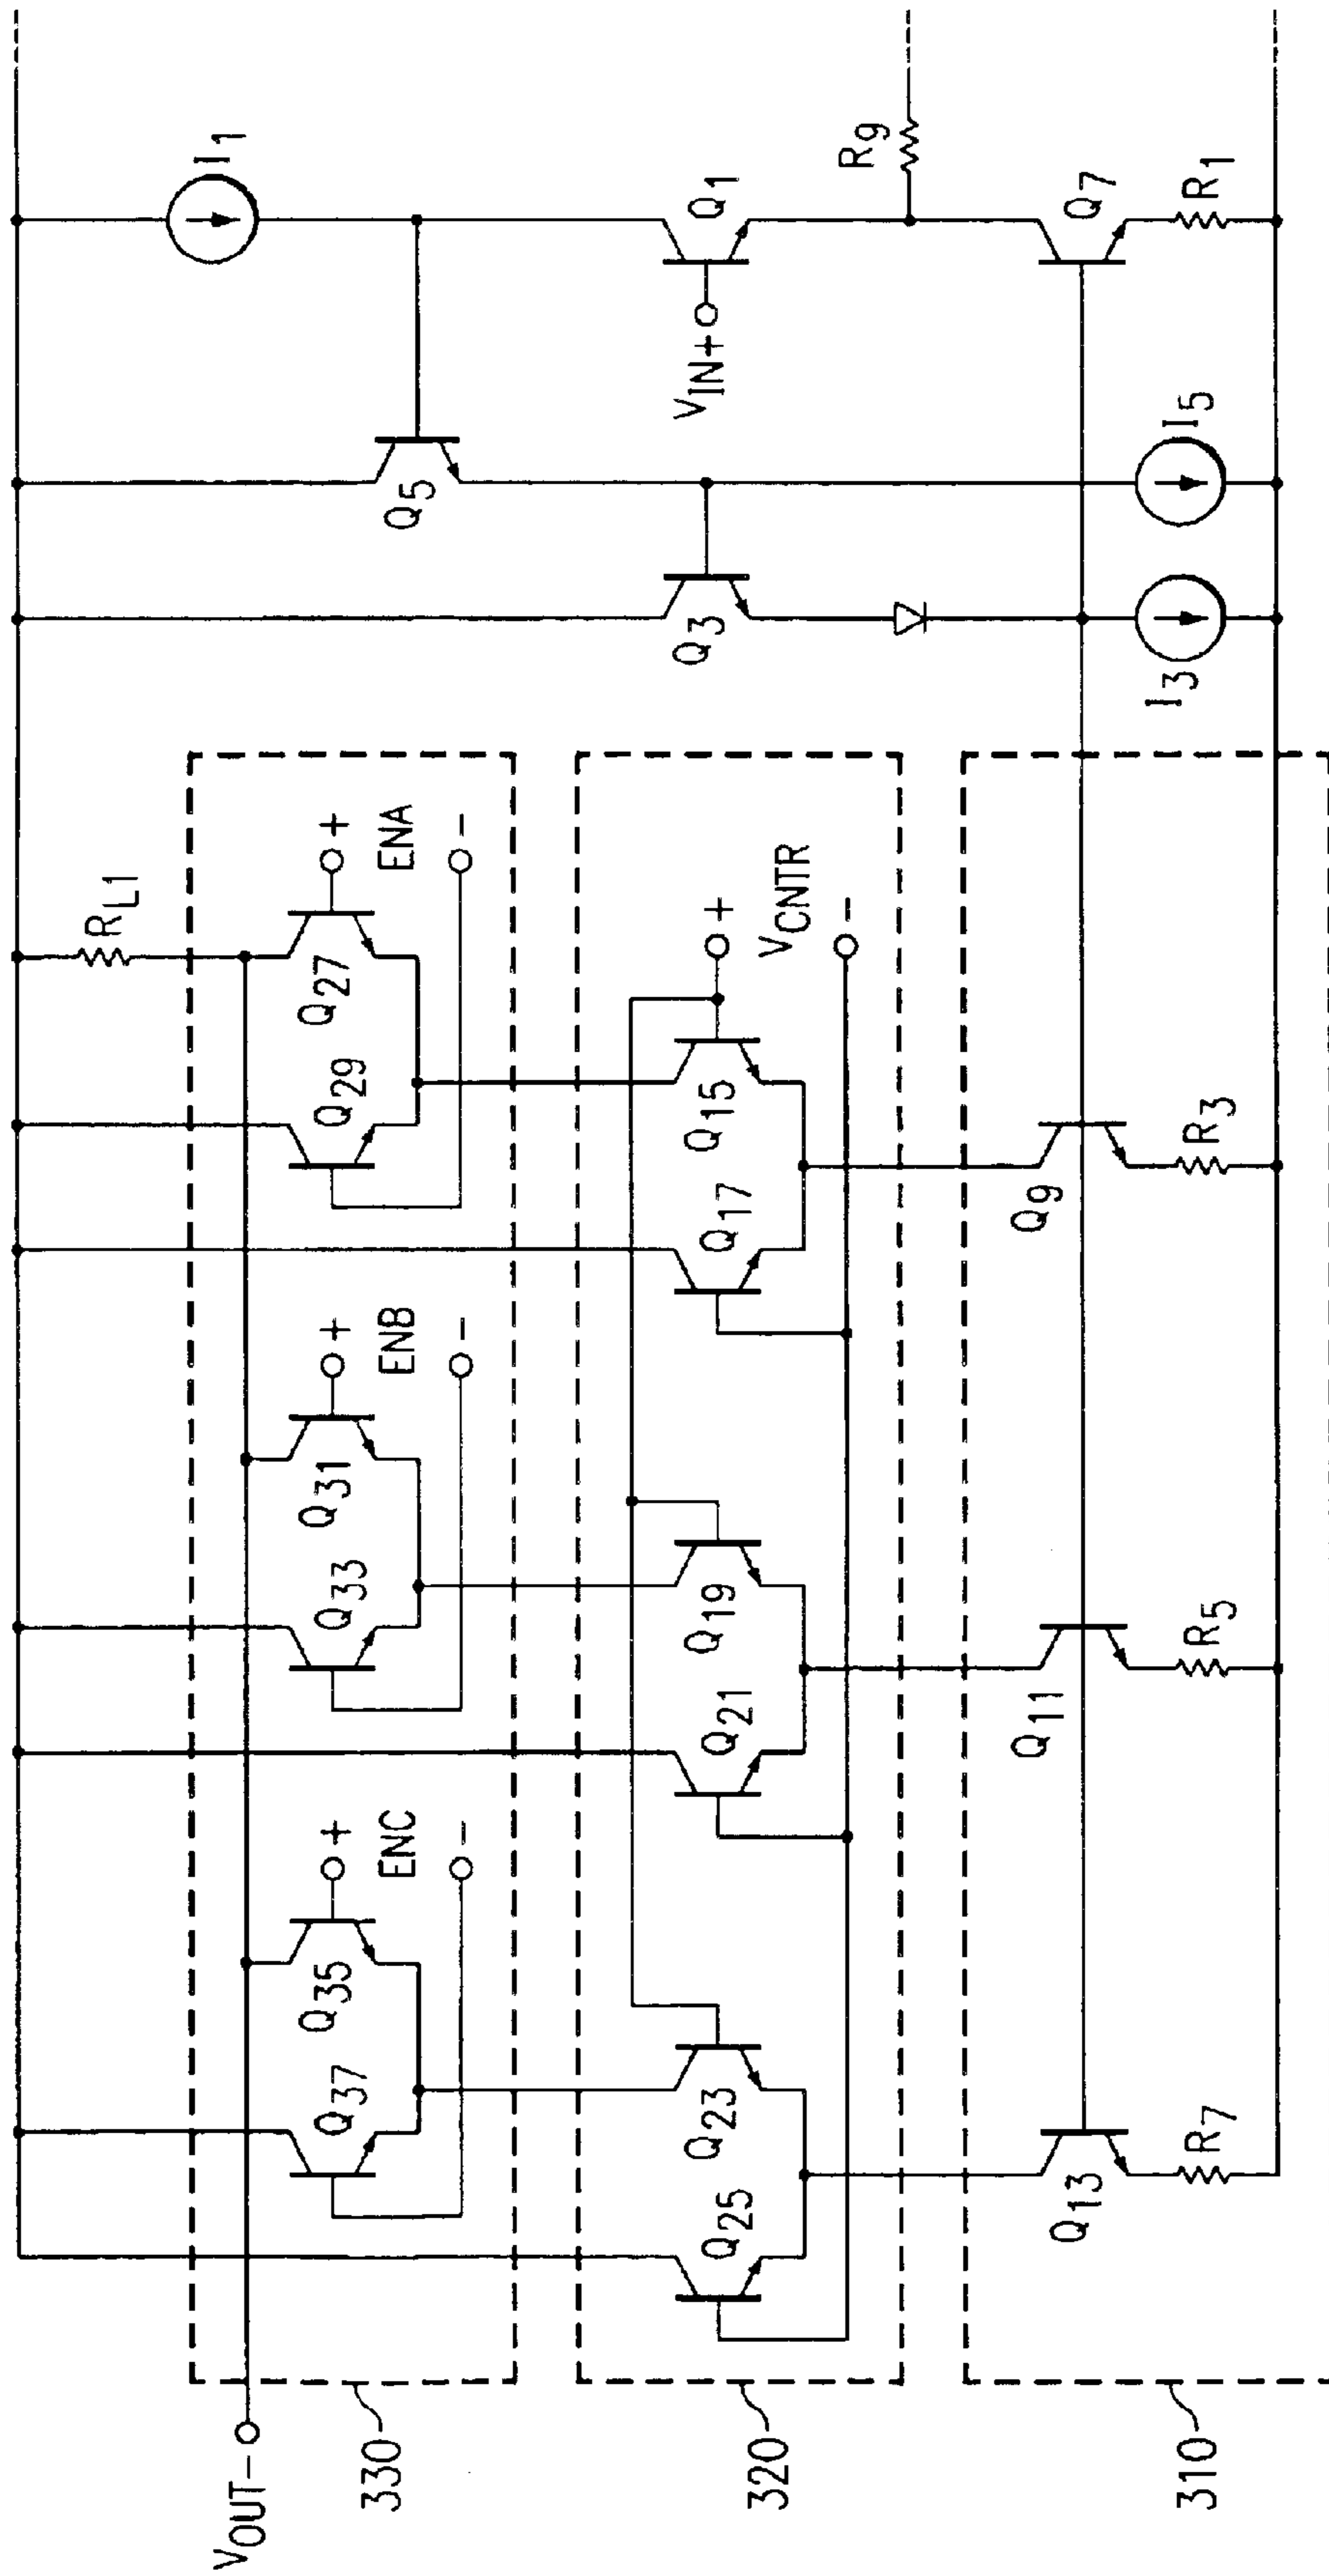 VOUT-
330
320
310
Q37
Q35
+
ENC
-
Q33
Q31
+
ENB
-
Q29
Q27
+
ENA
-
RL1
Q25
Q23
Q21
Q19
Q17
Q15
+
VCNTR
-
Q13
R7
Q11
R5
Q9
R3
Q3
I3
Q5
I5
I1
VIN+
Q1
R9
Q7
R1